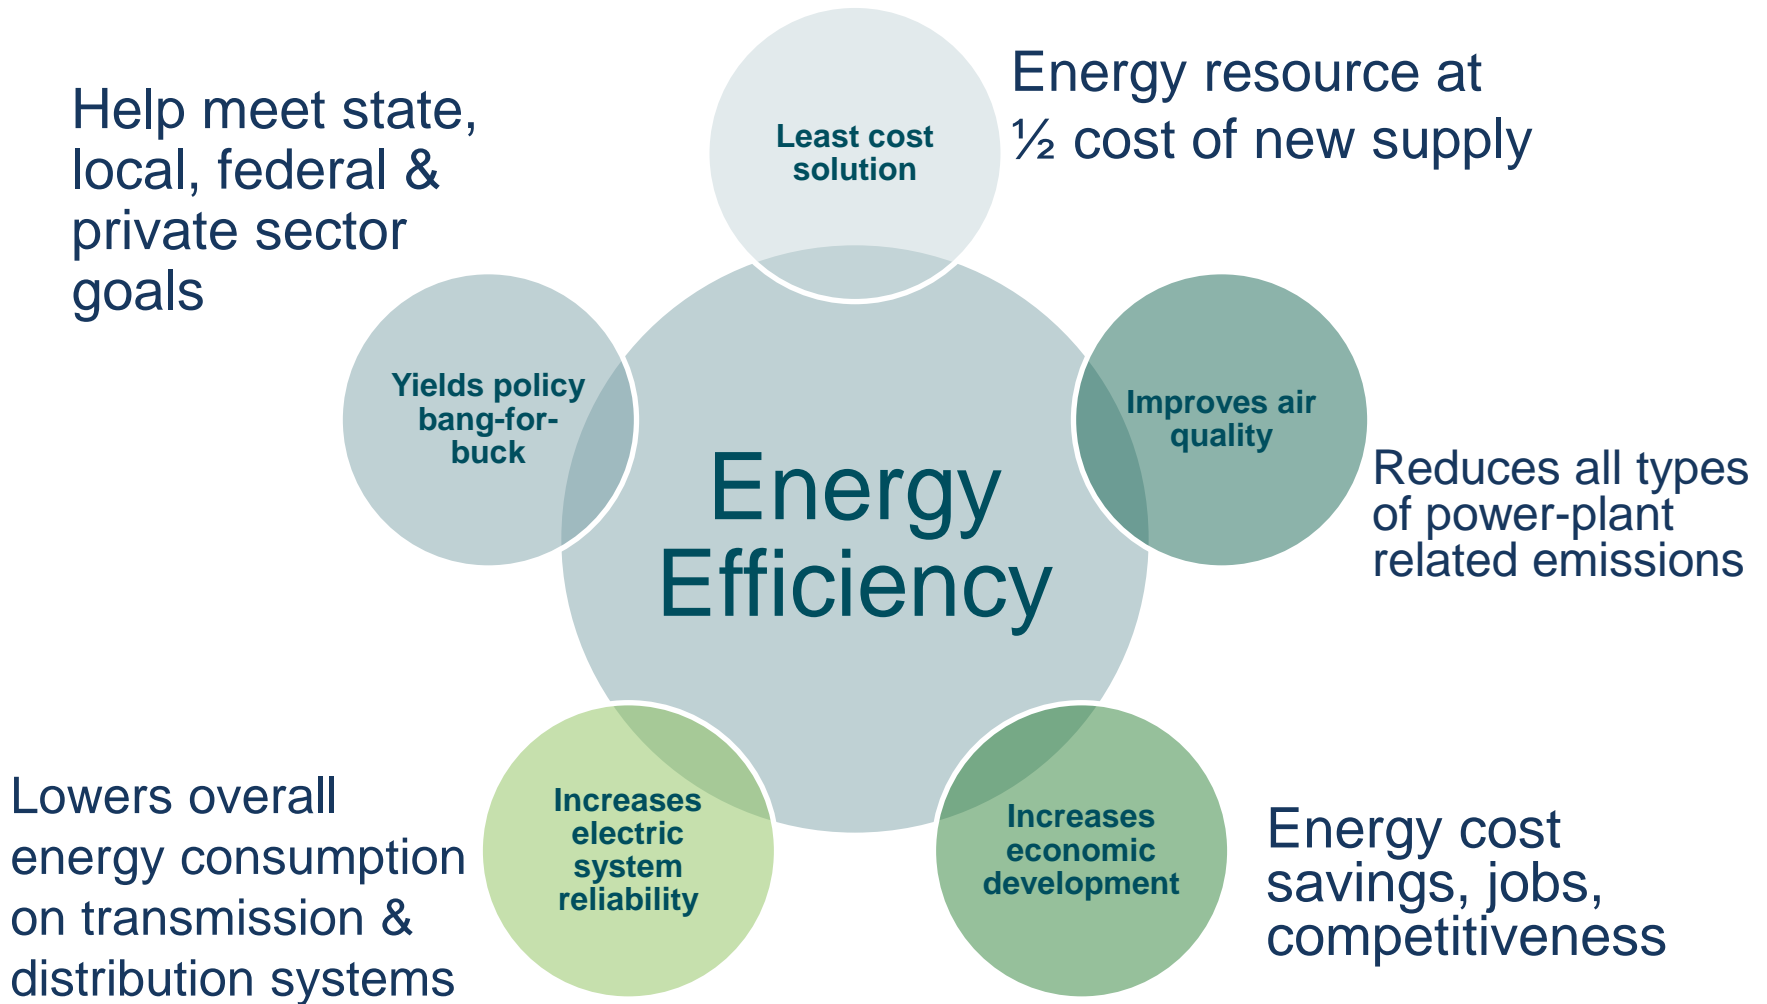 Least cost
solution
Energy resource at
½ cost of new supply
Help meet state,
local, federal &
private sector
goals
Yields policy
bang-for-
buck
Improves air
quality
Reduces all types
of power-plant
related emissions
Energy
Efficiency
Increases
electric
system
reliability
Lowers overall
energy consumption
on transmission &
distribution systems
Increases
economic
development
Energy cost
savings, jobs,
competitiveness